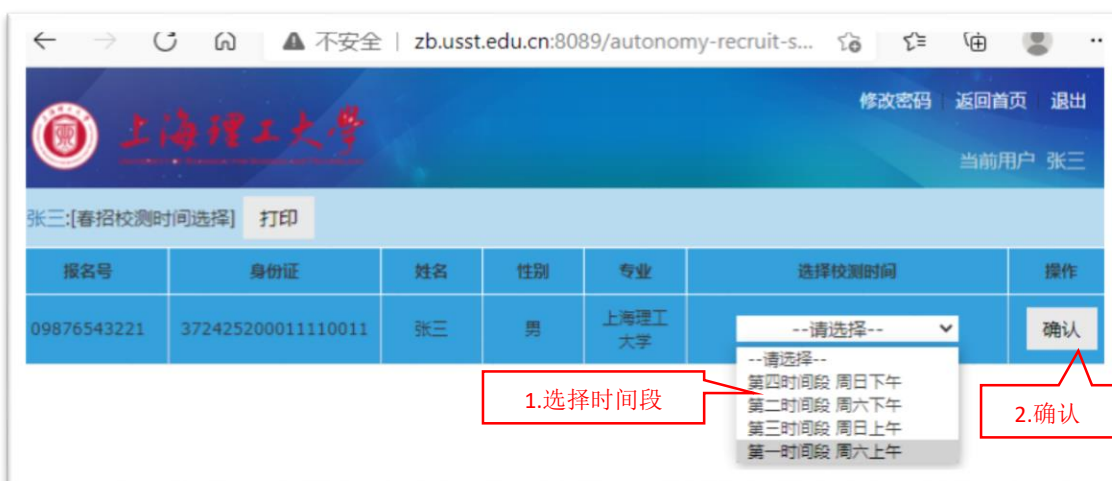 不安全 | zb.usst.edu.cn:8089/autonomy-recruit-s...
修改密码 返回首页 退出
上海理工大学
当前用户 张三
张三:[春招校测时间选择] 打印
报名号 身份证 姓名 性别 专业 选择校测时间 操作
09876543221 372425200011110011 张三 男 上海理工
大学 --请选择-- 确认
--请选择--
第四时间段 周日下午
第二时间段 周六下午
第三时间段 周日上午
第一时间段 周六上午
1.选择时间段
2.确认